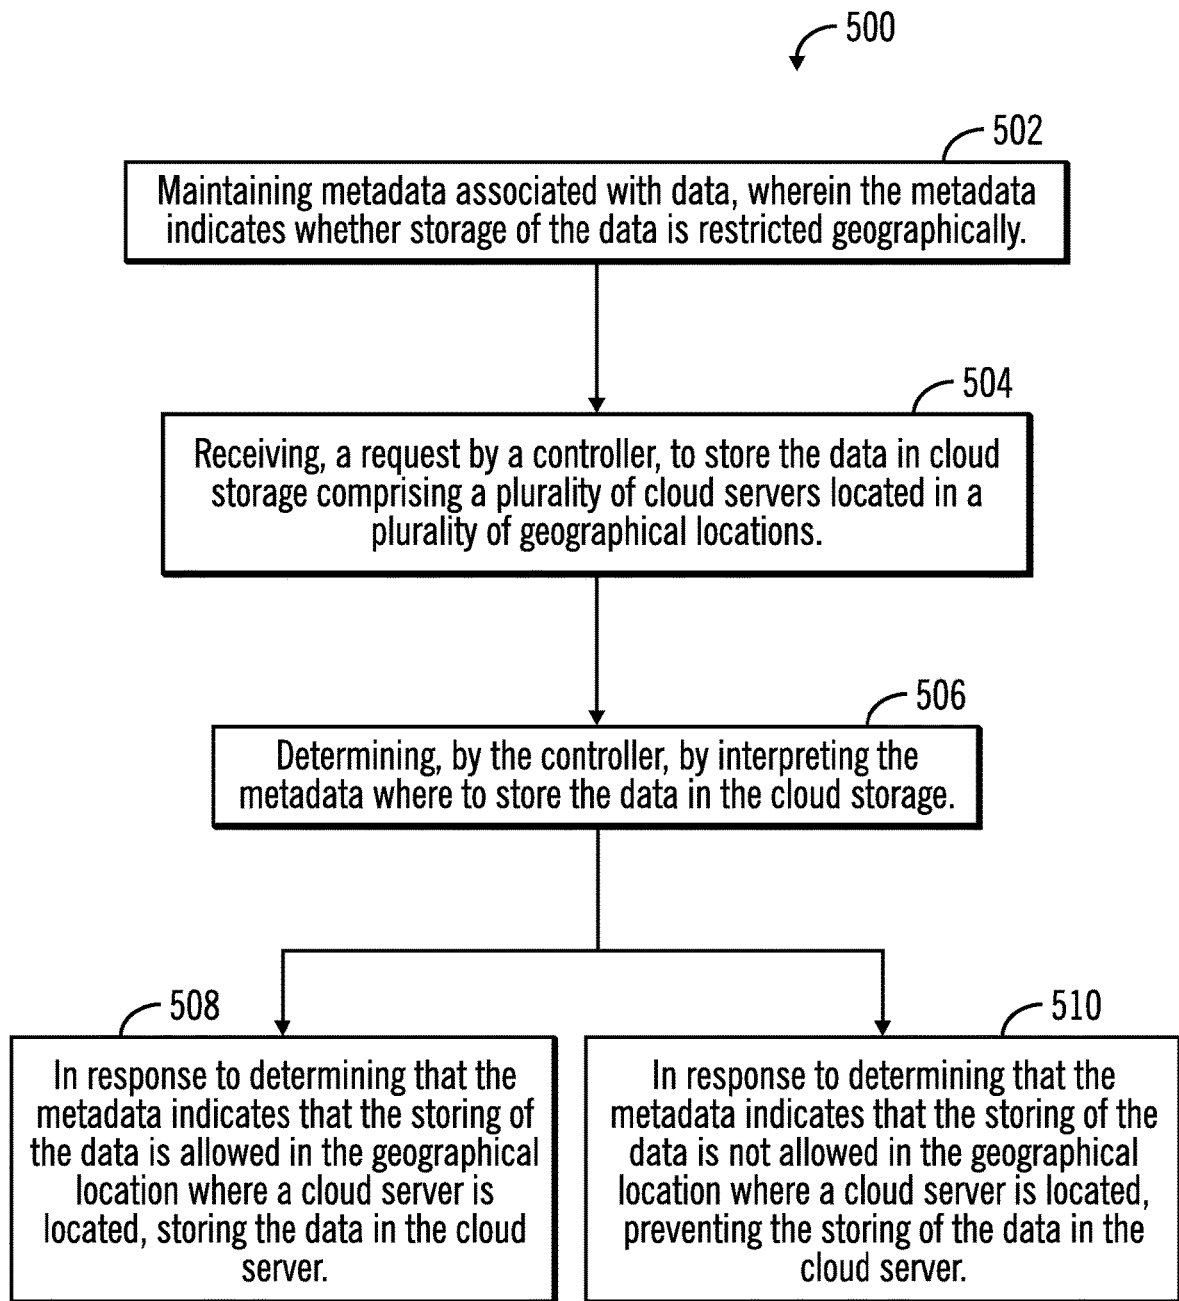 500
502
Maintaining metadata associated with data, wherein the metadata
indicates whether storage of the data is restricted geographically.
504
Receiving, a request by a controller, to store the data in cloud
storage comprising a plurality of cloud servers located in a
plurality of geographical locations.
506
Determining, by the controller, by interpreting the
metadata where to store the data in the cloud storage.
508
In response to determining that the
metadata indicates that the storing of
the data is allowed in the geographical
location where a cloud server is
located, storing the data in the cloud
server.
510
In response to determining that the
metadata indicates that the storing of the
data is not allowed in the geographical
location where a cloud server is located,
preventing the storing of the data in the
cloud server.